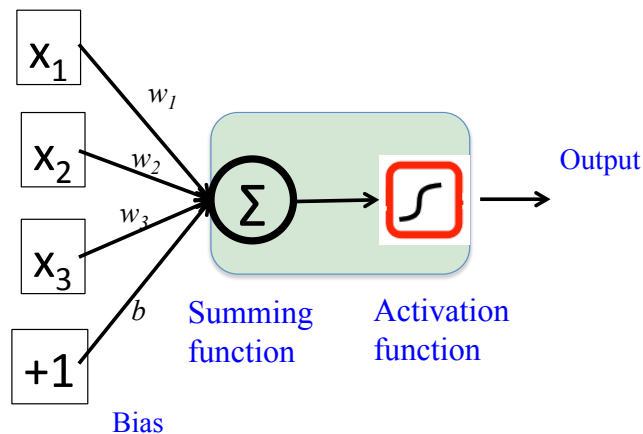 x₁
w₁
x₂
w₂
w₃
x₃
b
+1
Σ
Output
Summing
function
Activation
function
Bias